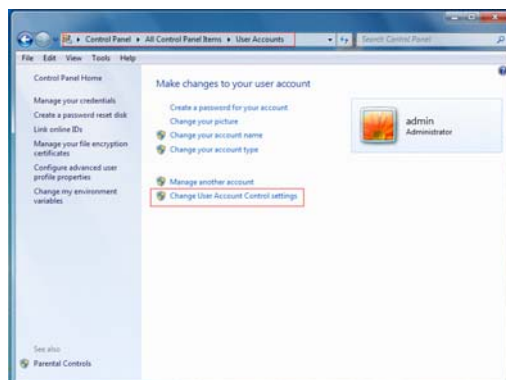 Control Panel ▸ All Control Panel Items ▸ User Accounts
Search Control Panel
File Edit View Tools Help
Control Panel Home
Manage your credentials
Create a password reset disk
Link online IDs
Manage your file encryption
certificates
Configure advanced user
profile properties
Change my environment
variables
See also
Parental Controls
Make changes to your user account
Create a password for your account
Change your picture
Change your account name
Change your account type
Manage another account
Change User Account Control settings
admin
Administrator